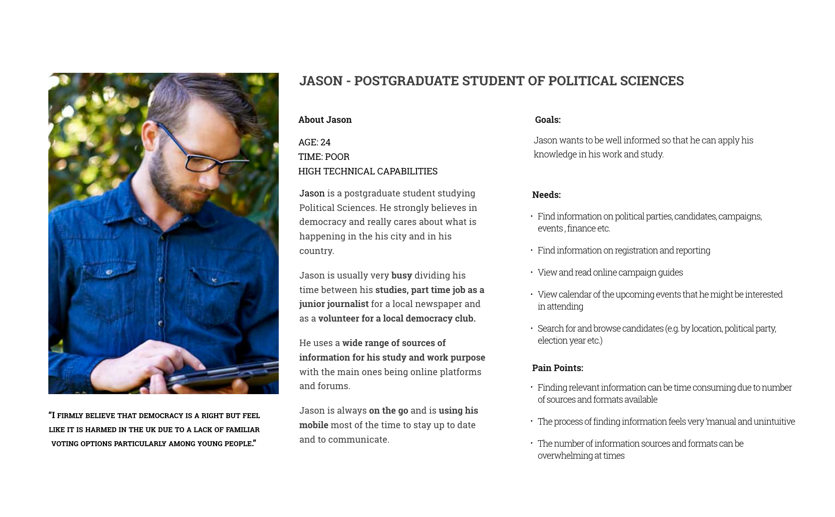 JASON - POSTGRADUATE STUDENT OF POLITICAL SCIENCES
About Jason
AGE: 24
TIME: POOR
HIGH TECHNICAL CAPABILITIES
Jason is a postgraduate student studying
Political Sciences. He strongly believes in
democracy and really cares about what is
happening in the his city and in his
country.
Jason is usually very busy dividing his
time between his studies, part time job as a
junior journalist for a local newspaper and
as a volunteer for a local democracy club.
He uses a wide range of sources of
information for his study and work purpose
with the main ones being online platforms
and forums.
Jason is always on the go and is using his
mobile most of the time to stay up to date
and to communicate.
"I FIRMLY BELIEVE THAT DEMOCRACY IS A RIGHT BUT FEEL
LIKE IT IS HARMED IN THE UK DUE TO A LACK OF FAMILIAR
VOTING OPTIONS PARTICULARLY AMONG YOUNG PEOPLE."
Goals:
Jason wants to be well informed so that he can apply his
knowledge in his work and study.
Needs:
• Find information on political parties, candidates, campaigns,
events , finance etc.
• Find information on registration and reporting
• View and read online campaign guides
• View calendar of the upcoming events that he might be interested
in attending
• Search for and browse candidates (e.g. by location, political party,
election year etc.)
Pain Points:
• Finding relevant information can be time consuming due to number
of sources and formats available
• The process of finding information feels very 'manual and unintuitive
• The number of information sources and formats can be
overwhelming at times